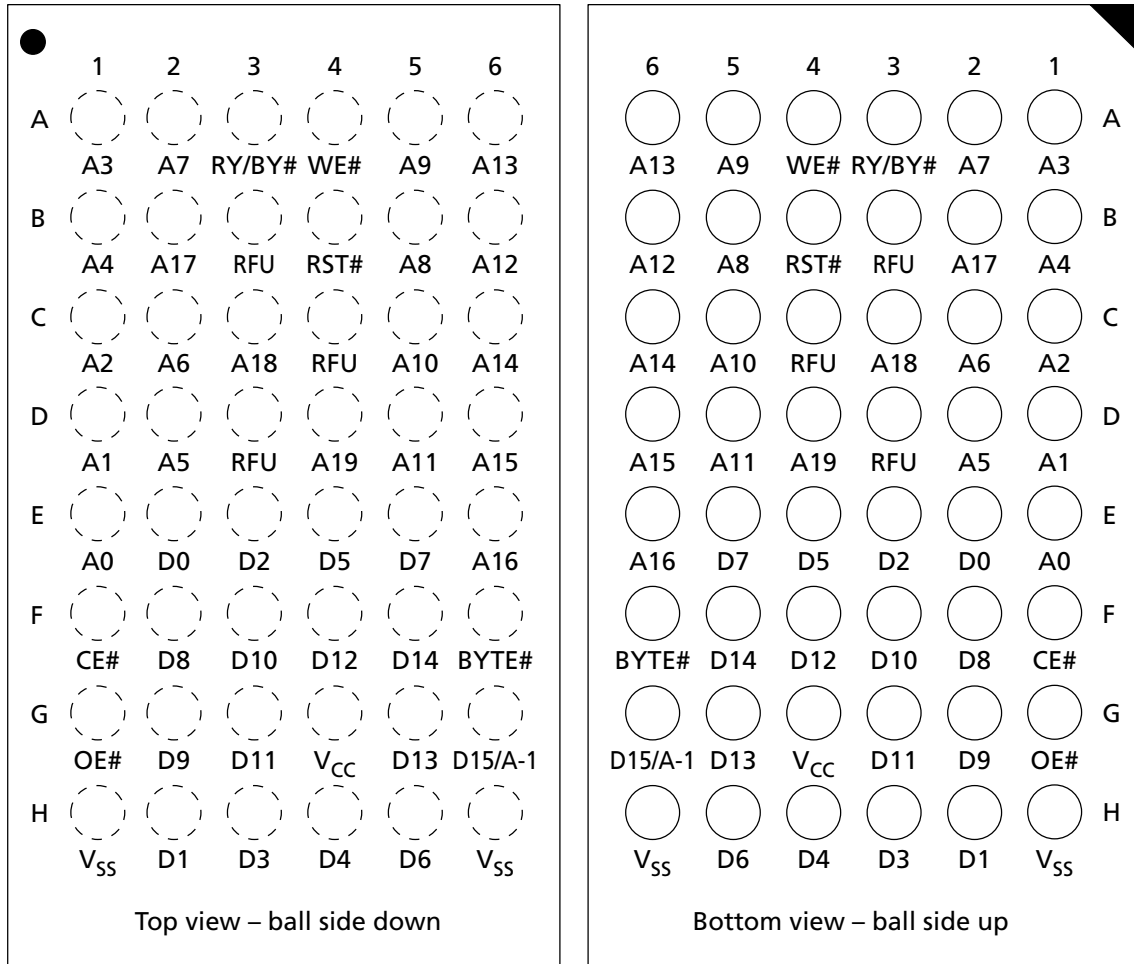 1 2 3 4 5 6
A
A3 A7 RY/BY# WE# A9 A13
B
A4 A17 RFU RST# A8 A12
C
A2 A6 A18 RFU A10 A14
D
A1 A5 RFU A19 A11 A15
E
A0 D0 D2 D5 D7 A16
F
CE# D8 D10 D12 D14 BYTE#
G
OE# D9 D11 VCC D13 D15/A-1
H
VSS D1 D3 D4 D6 VSS
Top view – ball side down
6 5 4 3 2 1
A
A13 A9 WE# RY/BY# A7 A3
B
A12 A8 RST# RFU A17 A4
C
A14 A10 RFU A18 A6 A2
D
A15 A11 A19 RFU A5 A1
E
A16 D7 D5 D2 D0 A0
F
BYTE# D14 D12 D10 D8 CE#
G
D15/A-1 D13 VCC D11 D9 OE#
H
VSS D6 D4 D3 D1 VSS
Bottom view – ball side up